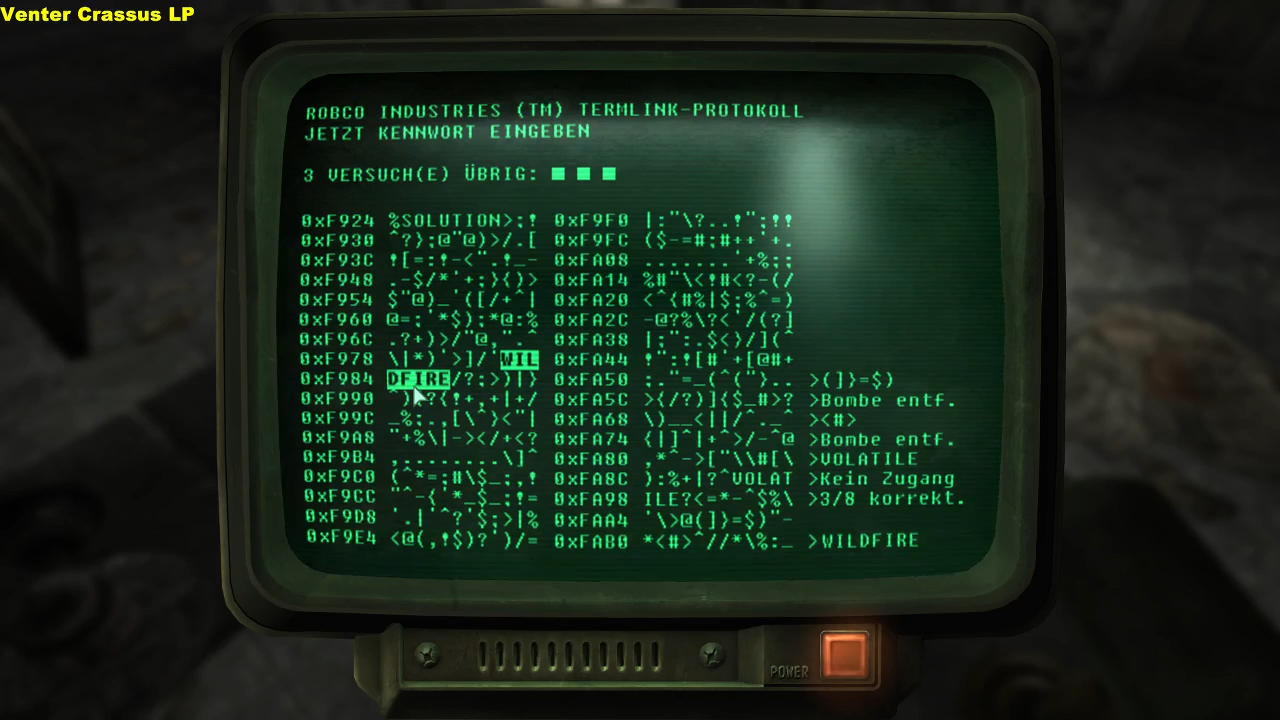 Venter Crassus LP
ROBCO INDUSTRIES (TM) TERMLINK-PROTOKOLL
JETZT KENNWORT EINGEBEN
3 VERSUCH(E) ÜBRIG: ■ ■ ■
0xF924 %SOLUTION>;! 0xF9F0 |:"\?..!";!!
0xF930 ^?};@"@)>/.[ 0xF9FC ($-=#;#++'+.
0xF93C ![=:!-<".!_- 0xFA08 .......'+%;;
0xF948 .-$/*'+;}{)> 0xFA14 %#"\<!#<?-(/
0xF954 $"@)_'([/+^| 0xFA20 <^(#%|$;%^=)
0xF960 @=;'*$);*@:% 0xFA2C -@?%\?<'/(?]
0xF96C .?+)>/"@,".^ 0xFA38 |;":.$<)/](^
0xF978 \|*)'>]/'WIL 0xFA44 !":![#'+[@#+
0xF984 DFIRE/?:>)|} 0xFA50 ;."=_(^("}.. >(]}=$)
0xF990 0xFA5C >{/?)]{$_#>? >Bombe entf.
0xF99C _%;.,[\^}<"| 0xFA68 \)__<||/^._^ ><#>
0xF9A8 "+%\|-></+<? 0xFA74 {|]^|+^>/-^@ >Bombe entf.
0xF9B4 ,:........\]^ 0xFA80 ,*^->["\\#[\ >VOLATILE
0xF9C0 (^*=;#\$_:,! 0xFA8C ):%+|?^VOLAT >Kein Zugang
0xF9CC "^-{'*_$_:!= 0xFA98 ILE?<=*-^$%\ >3/8 korrekt.
0xF9D8 '.|'^?'$;>|% 0xFAA4 '\>@(]}=$)"-
0xF9E4 <@(,!$)?')/= 0xFAB0 *<#>^//*\%:_ >WILDFIRE
POWER